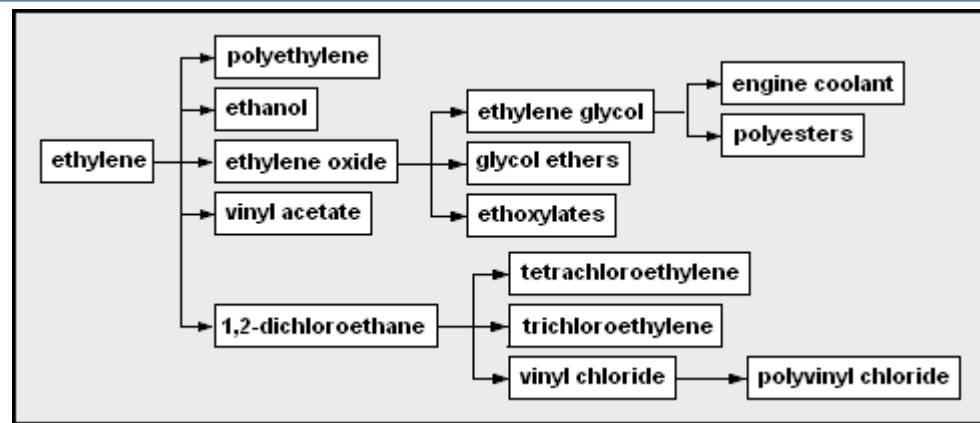 polyethylene
engine coolant
ethanol
ethylene glycol
polyesters
ethylene
ethylene oxide
glycol ethers
vinyl acetate
ethoxylates
tetrachloroethylene
1,2-dichloroethane
trichloroethylene
vinyl chloride
polyvinyl chloride